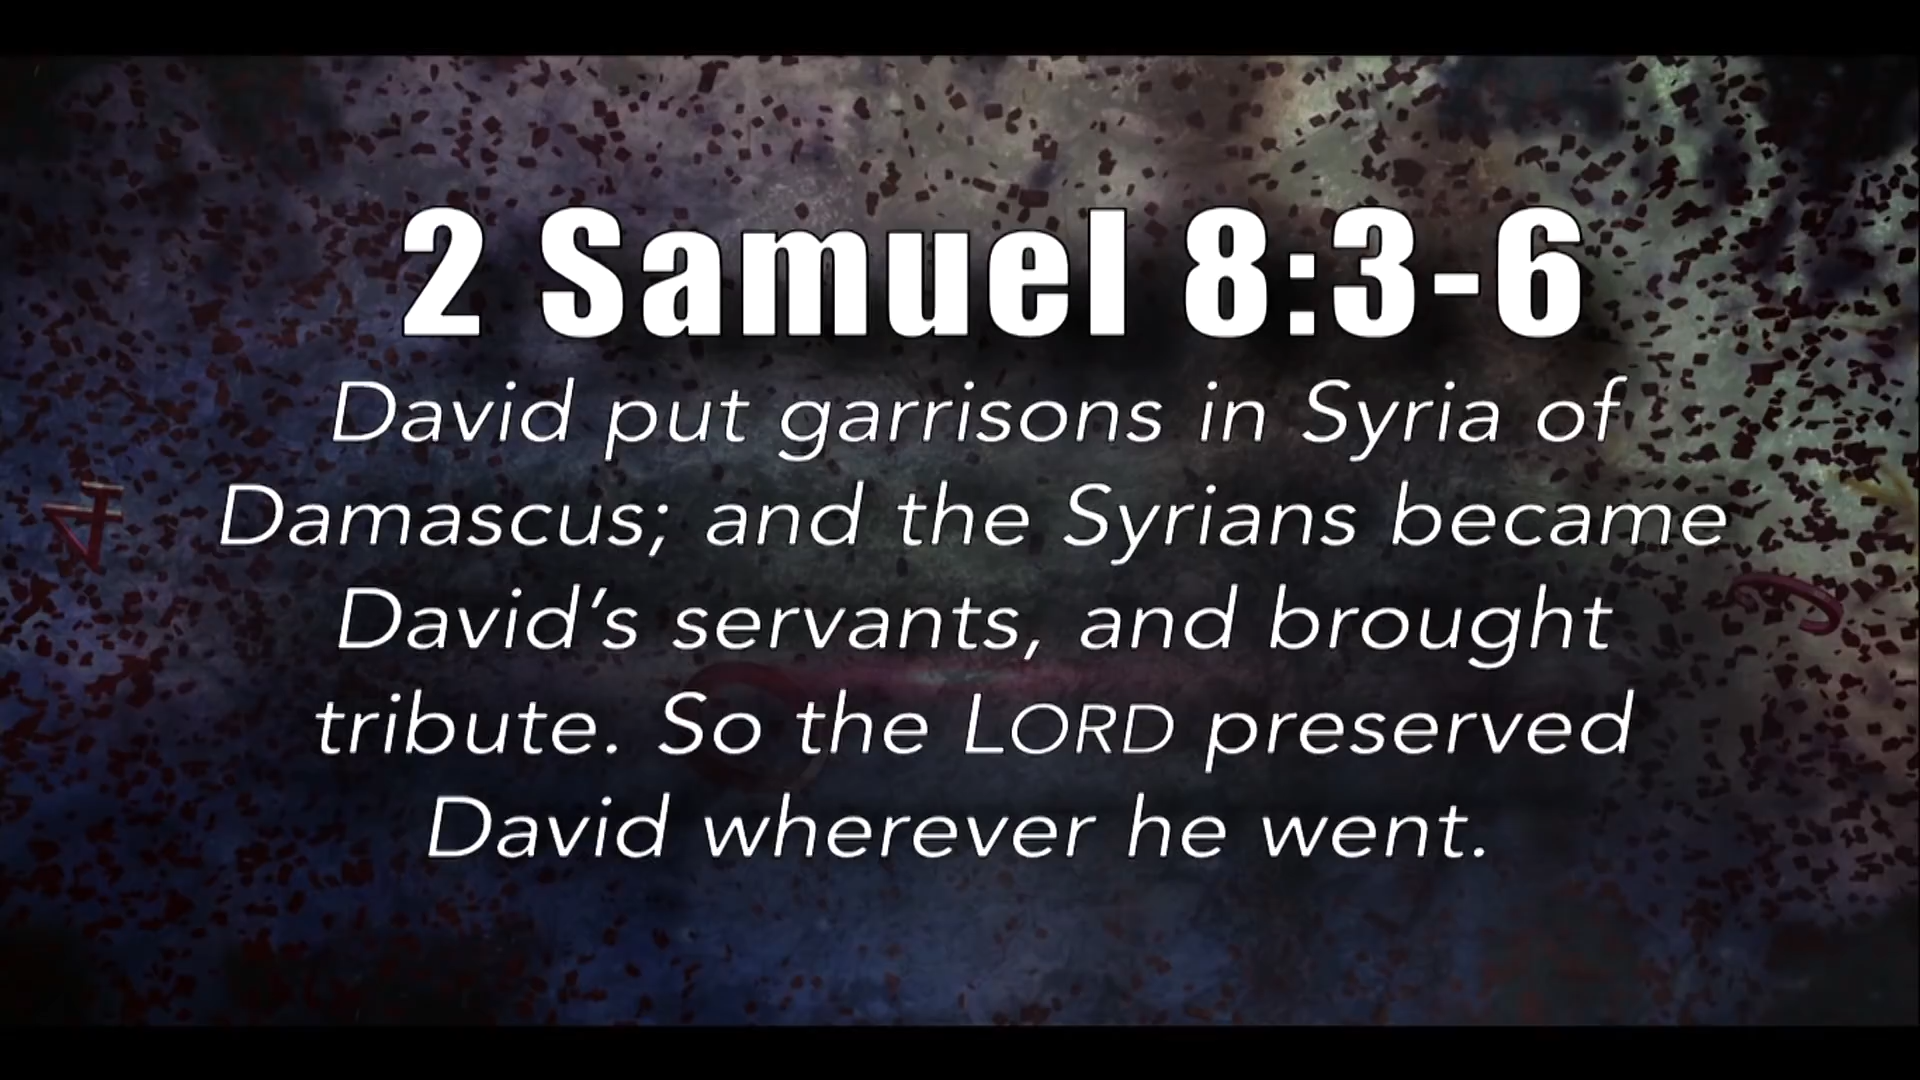 2 Samuel 8:3-6
David put garrisons in Syria of
Damascus; and the Syrians became
David’s servants, and brought
tribute. So the LORD preserved
David wherever he went.